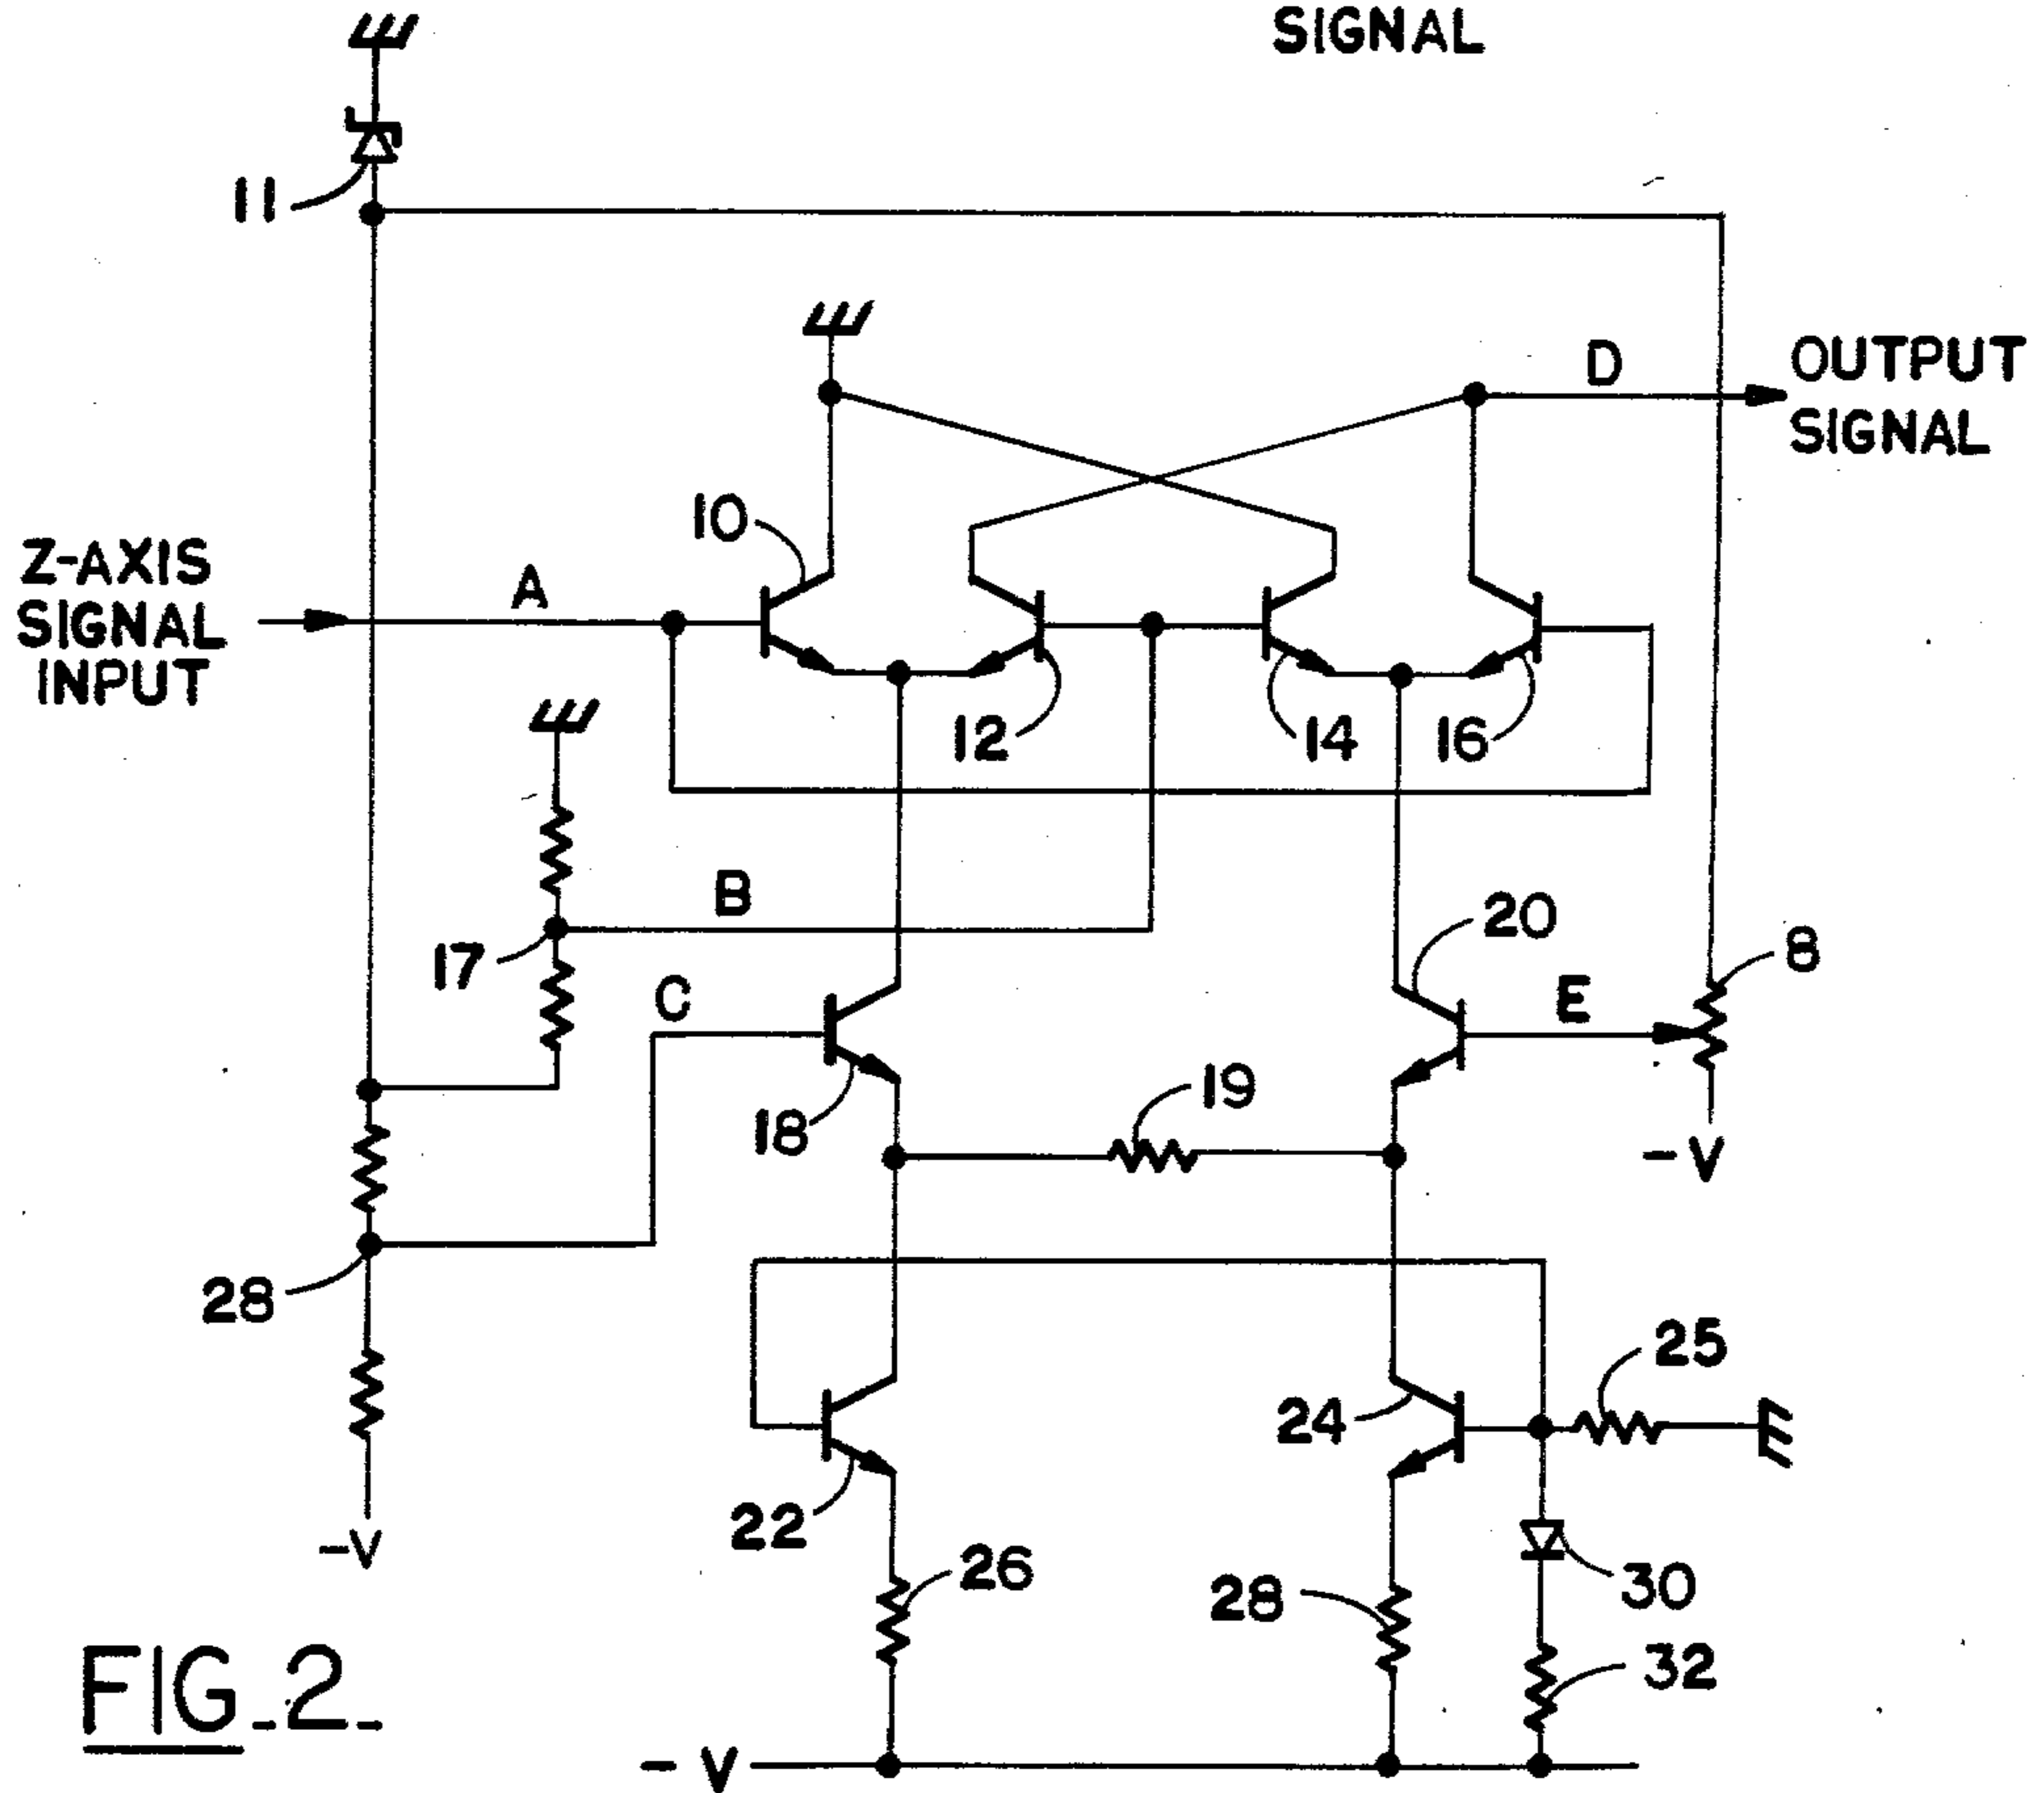 SIGNAL
11
D
OUTPUT
SIGNAL
10
Z-AXIS
SIGNAL
INPUT
A
12
14
16
B
17
20
8
C
E
19
18
-V
28
25
24
-V
22
26
28
30
32
FIG_2_
-V